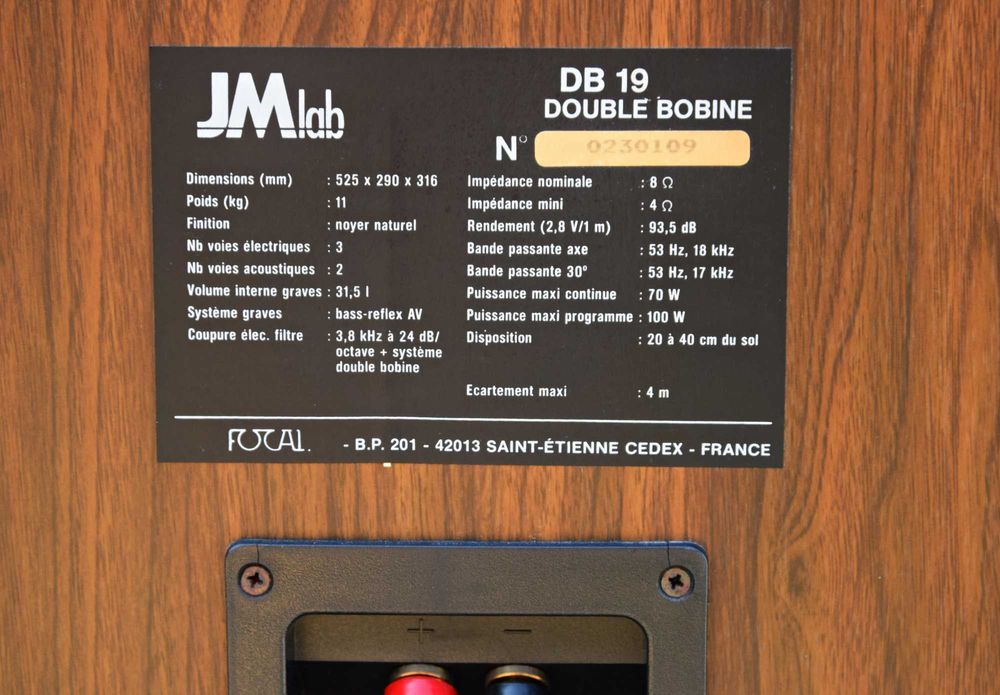 JMlab
DB 19
DOUBLE BOBINE
N° 0230109
Dimensions (mm) : 525 x 290 x 316
Poids (kg) : 11
Finition : noyer naturel
Nb voies électriques : 3
Nb voies acoustiques : 2
Volume interne graves : 31,5 l
Système graves : bass-reflex AV
Coupure élec. filtre : 3,8 kHz à 24 dB/
octave + système
double bobine
Impédance nominale : 8 Ω
Impédance mini : 4 Ω
Rendement (2,8 V/1 m) : 93,5 dB
Bande passante axe : 53 Hz, 18 kHz
Bande passante 30° : 53 Hz, 17 kHz
Puissance maxi continue : 70 W
Puissance maxi programme : 100 W
Disposition : 20 à 40 cm du sol
Ecartement maxi : 4 m
FOCAL. - B.P. 201 - 42013 SAINT-ÉTIENNE CEDEX - FRANCE
+ −